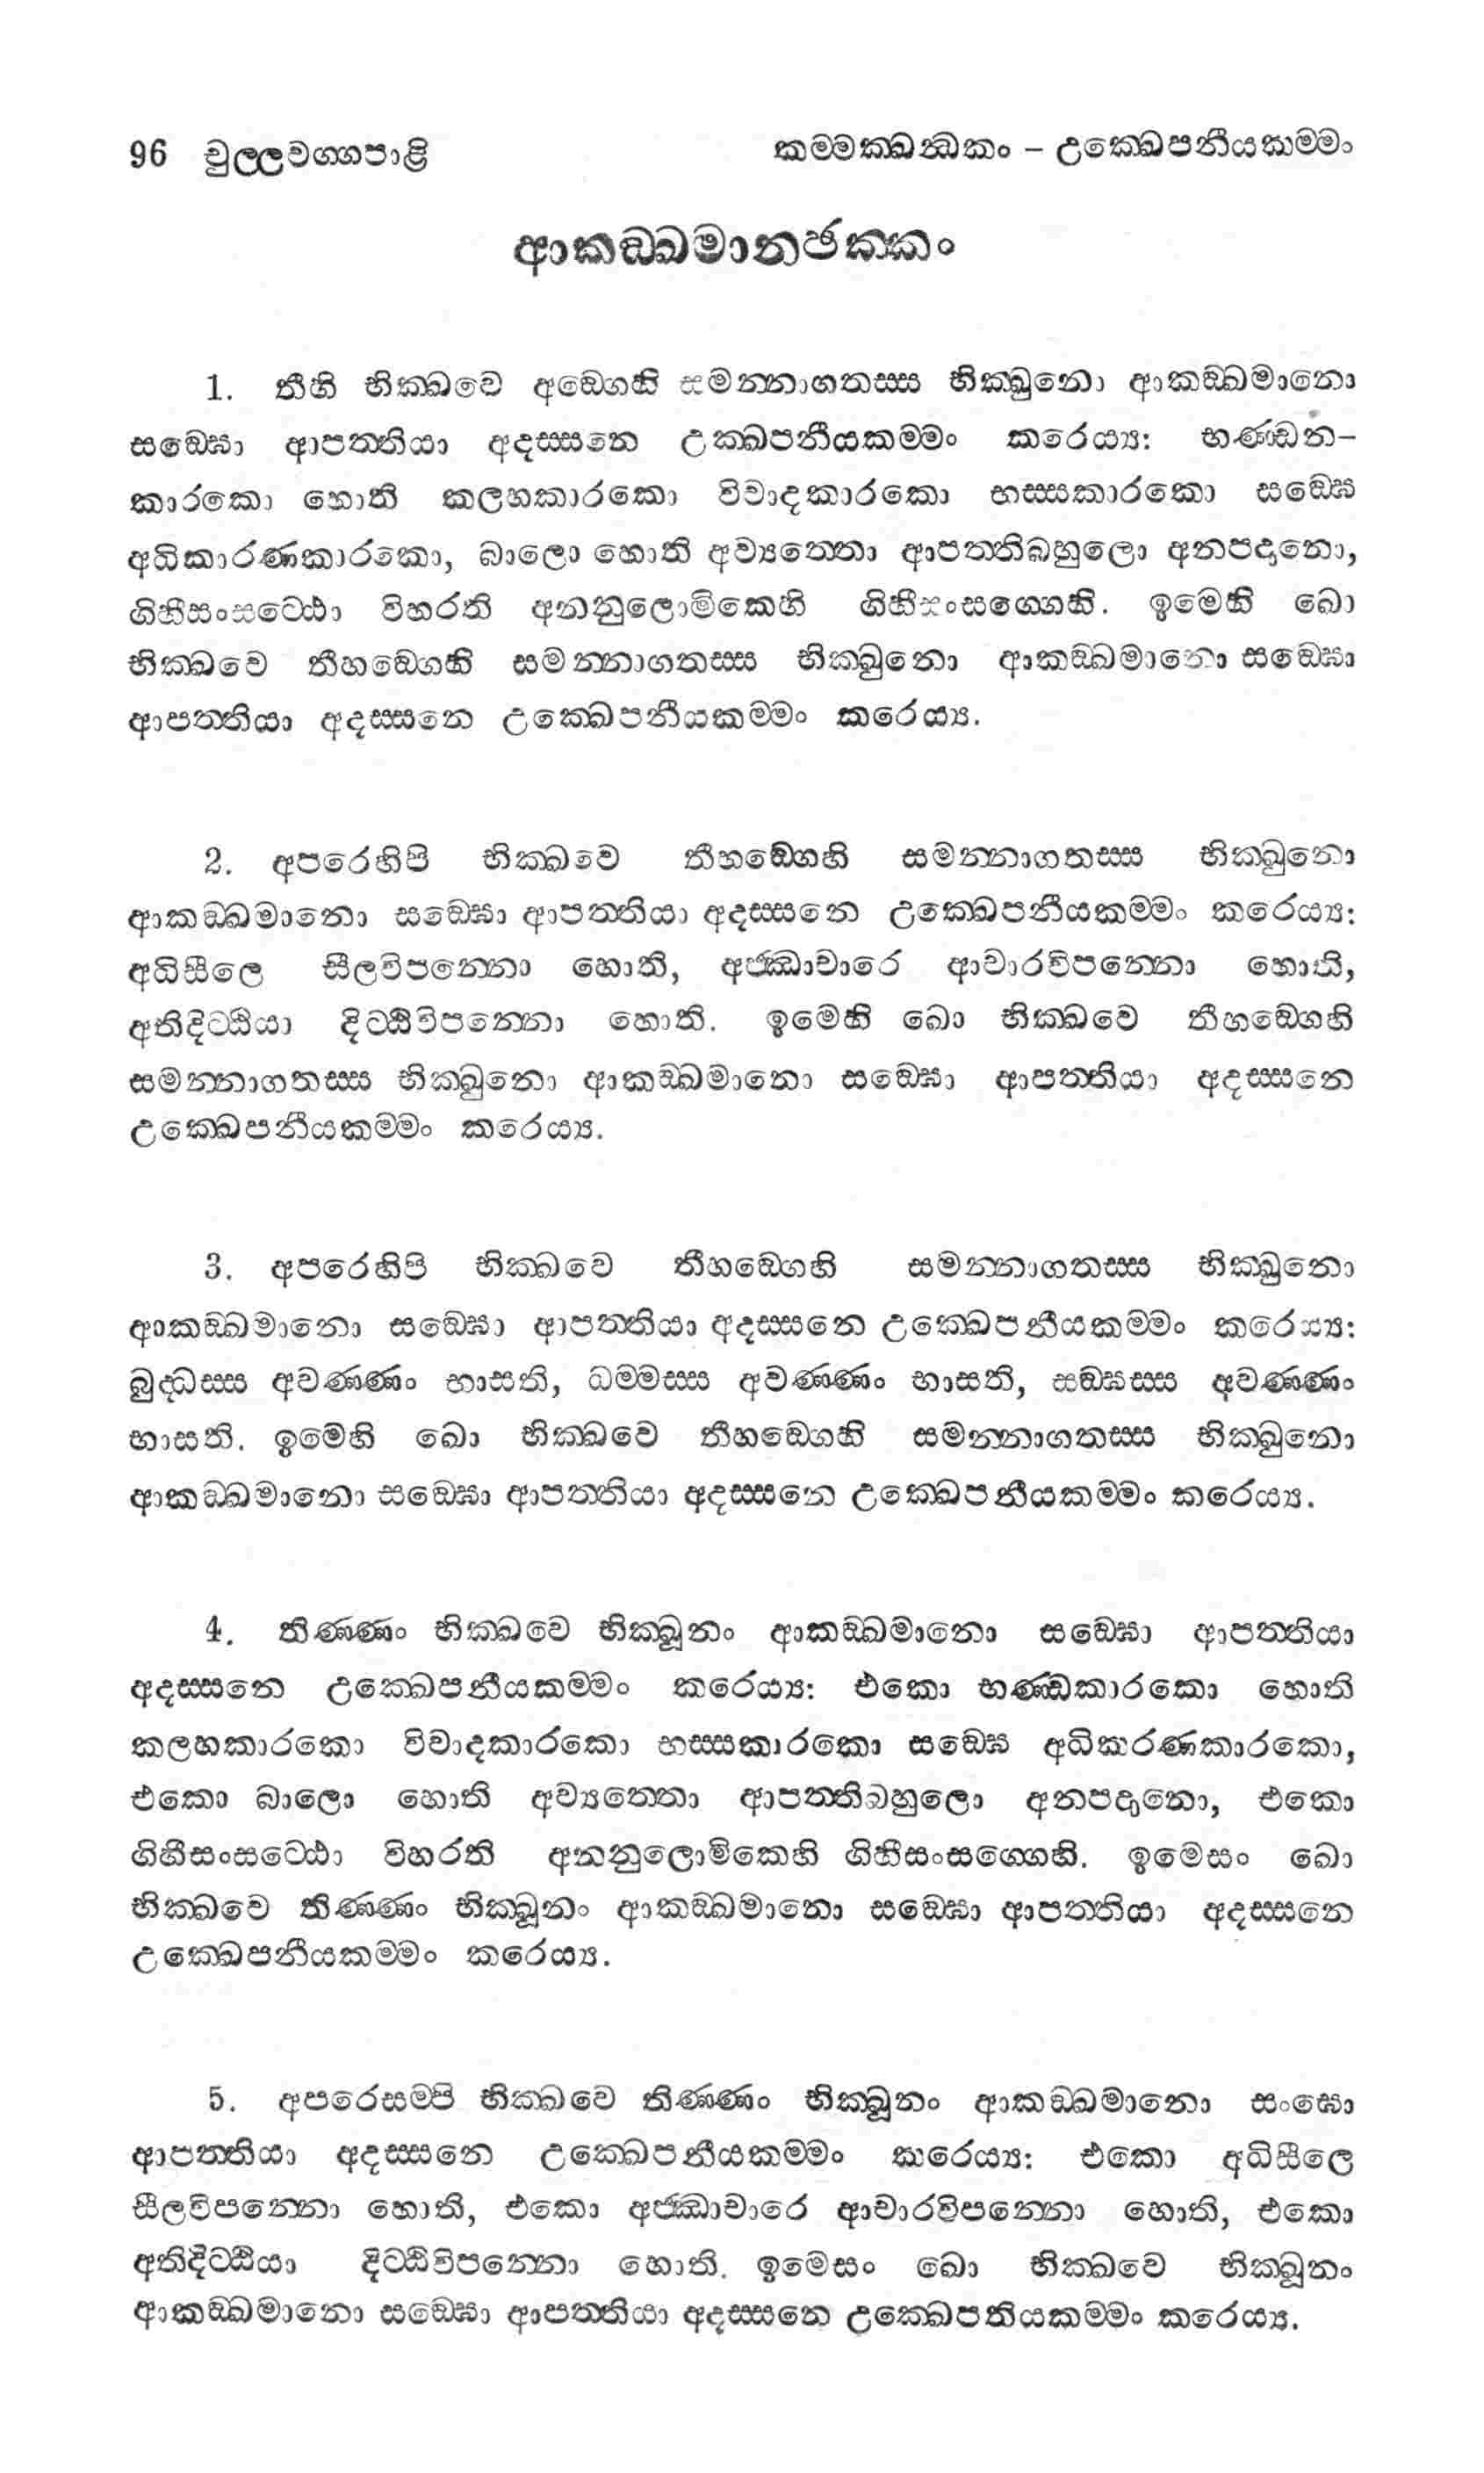 96 චුල්ලවග්ගපාළි කම්මක්ඛන්ධකං – උක්ඛෙපනීයකම්මං
ආකඞ්ඛමානඡක්කං
1. තීහි භික්ඛවෙ අඞ්ගෙහි සමන්නාගතස්ස භික්ඛුනො ආකඞ්ඛමානො
සඞ්ඝො ආපත්තියා අදස්සනෙ උක්ඛපනීයකම්මං කරෙය්‍ය: භණ්ඩන-
කාරකො හොති කලහකාරකො විවාදකාරකො භස්සකාරකො සඞ්ඝෙ
අධිකාරණකාරකො, බාලො හොති අව්‍යත්තො ආපත්තිබහුලො අනපදානො,
ගිහීසංසට්ඨො විහරති අනනුලොමිකෙහි ගිහීසංසග්ගෙහි. ඉමෙහි ඛො
භික්ඛවෙ තීහඞ්ගෙහි සමන්නාගතස්ස භික්ඛුනො ආකඞ්ඛමානො සඞ්ඝො
ආපත්තියා අදස්සනෙ උක්ඛෙපනීයකම්මං කරෙය්‍ය.
2. අපරෙහිපි භික්ඛවෙ තීහඞ්ගෙහි සමන්නාගතස්ස භික්ඛුනො
ආකඞ්ඛමානො සඞ්ඝො ආපත්තියා අදස්සනෙ උක්ඛෙපනීයකම්මං කරෙය්‍ය:
අධිසීලෙ සීලවිපන්නො හොති, අජ්ඣාචාරෙ ආචාරවිපන්නො හොති,
අතිදිට්ඨියා දිට්ඨිවිපන්නො හොති. ඉමෙහි ඛො භික්ඛවෙ තීහඞ්ගෙහි
සමන්නාගතස්ස භික්ඛුනො ආකඞ්ඛමානො සඞ්ඝො ආපත්තියා අදස්සනෙ
උක්ඛෙපනීයකම්මං කරෙය්‍ය.
3. අපරෙහිපි භික්ඛවෙ තීහඞ්ගෙහි සමන්නාගතස්ස භික්ඛුනො
ආකඞ්ඛමානො සඞ්ඝො ආපත්තියා අදස්සනෙ උක්ඛෙපනීයකම්මං කරෙය්‍ය:
බුද්ධස්ස අවණ්ණං භාසති, ධම්මස්ස අවණ්ණං භාසති, සඞ්ඝස්ස අවණ්ණං
භාසති. ඉමෙහි ඛො භික්ඛවෙ තීහඞ්ගෙහි සමන්නාගතස්ස භික්ඛුනො
ආකඞ්ඛමානො සඞ්ඝො ආපත්තියා අදස්සනෙ උක්ඛෙපනීයකම්මං කරෙය්‍ය.
4. තිණ්ණං භික්ඛවෙ භික්ඛූනං ආකඞ්ඛමානො සඞ්ඝො ආපත්තියා
අදස්සනෙ උක්ඛෙපනීයකම්මං කරෙය්‍ය: එකො භණ්ඩකාරකො හොති
කලහකාරකො විවාදකාරකො භස්සකාරකො සඞ්ඝෙ අධිකරණකාරකො,
එකො බාලො හොති අව්‍යත්තො ආපත්තිබහුලො අනපදානො, එකො
ගිහීසංසට්ඨො විහරති අනනුලොමිකෙහි ගිහීසංසග්ගෙහි. ඉමෙසං ඛො
භික්ඛවෙ තිණ්ණං භික්ඛූනං ආකඞ්ඛමානො සඞ්ඝො ආපත්තියා අදස්සනෙ
උක්ඛෙපනීයකම්මං කරෙය්‍ය.
5. අපරෙසම්පි භික්ඛවෙ තිණ්ණං භික්ඛූනං ආකඞ්ඛමානො සංඝො
ආපත්තියා අදස්සනෙ උක්ඛෙපනීයකම්මං කරෙය්‍ය: එකො අධිසීලෙ
සීලවිපන්නො හොති, එකො අජ්ඣාචාරෙ ආචාරවිපන්නො හොති, එකො
අතිදිට්ඨියා දිට්ඨිවිපන්නො හොති. ඉමෙසං ඛො භික්ඛවෙ භික්ඛූනං
ආකඞ්ඛමානො සඞ්ඝො ආපත්තියා අදස්සනෙ උක්ඛෙපනියකම්මං කරෙය්‍ය.